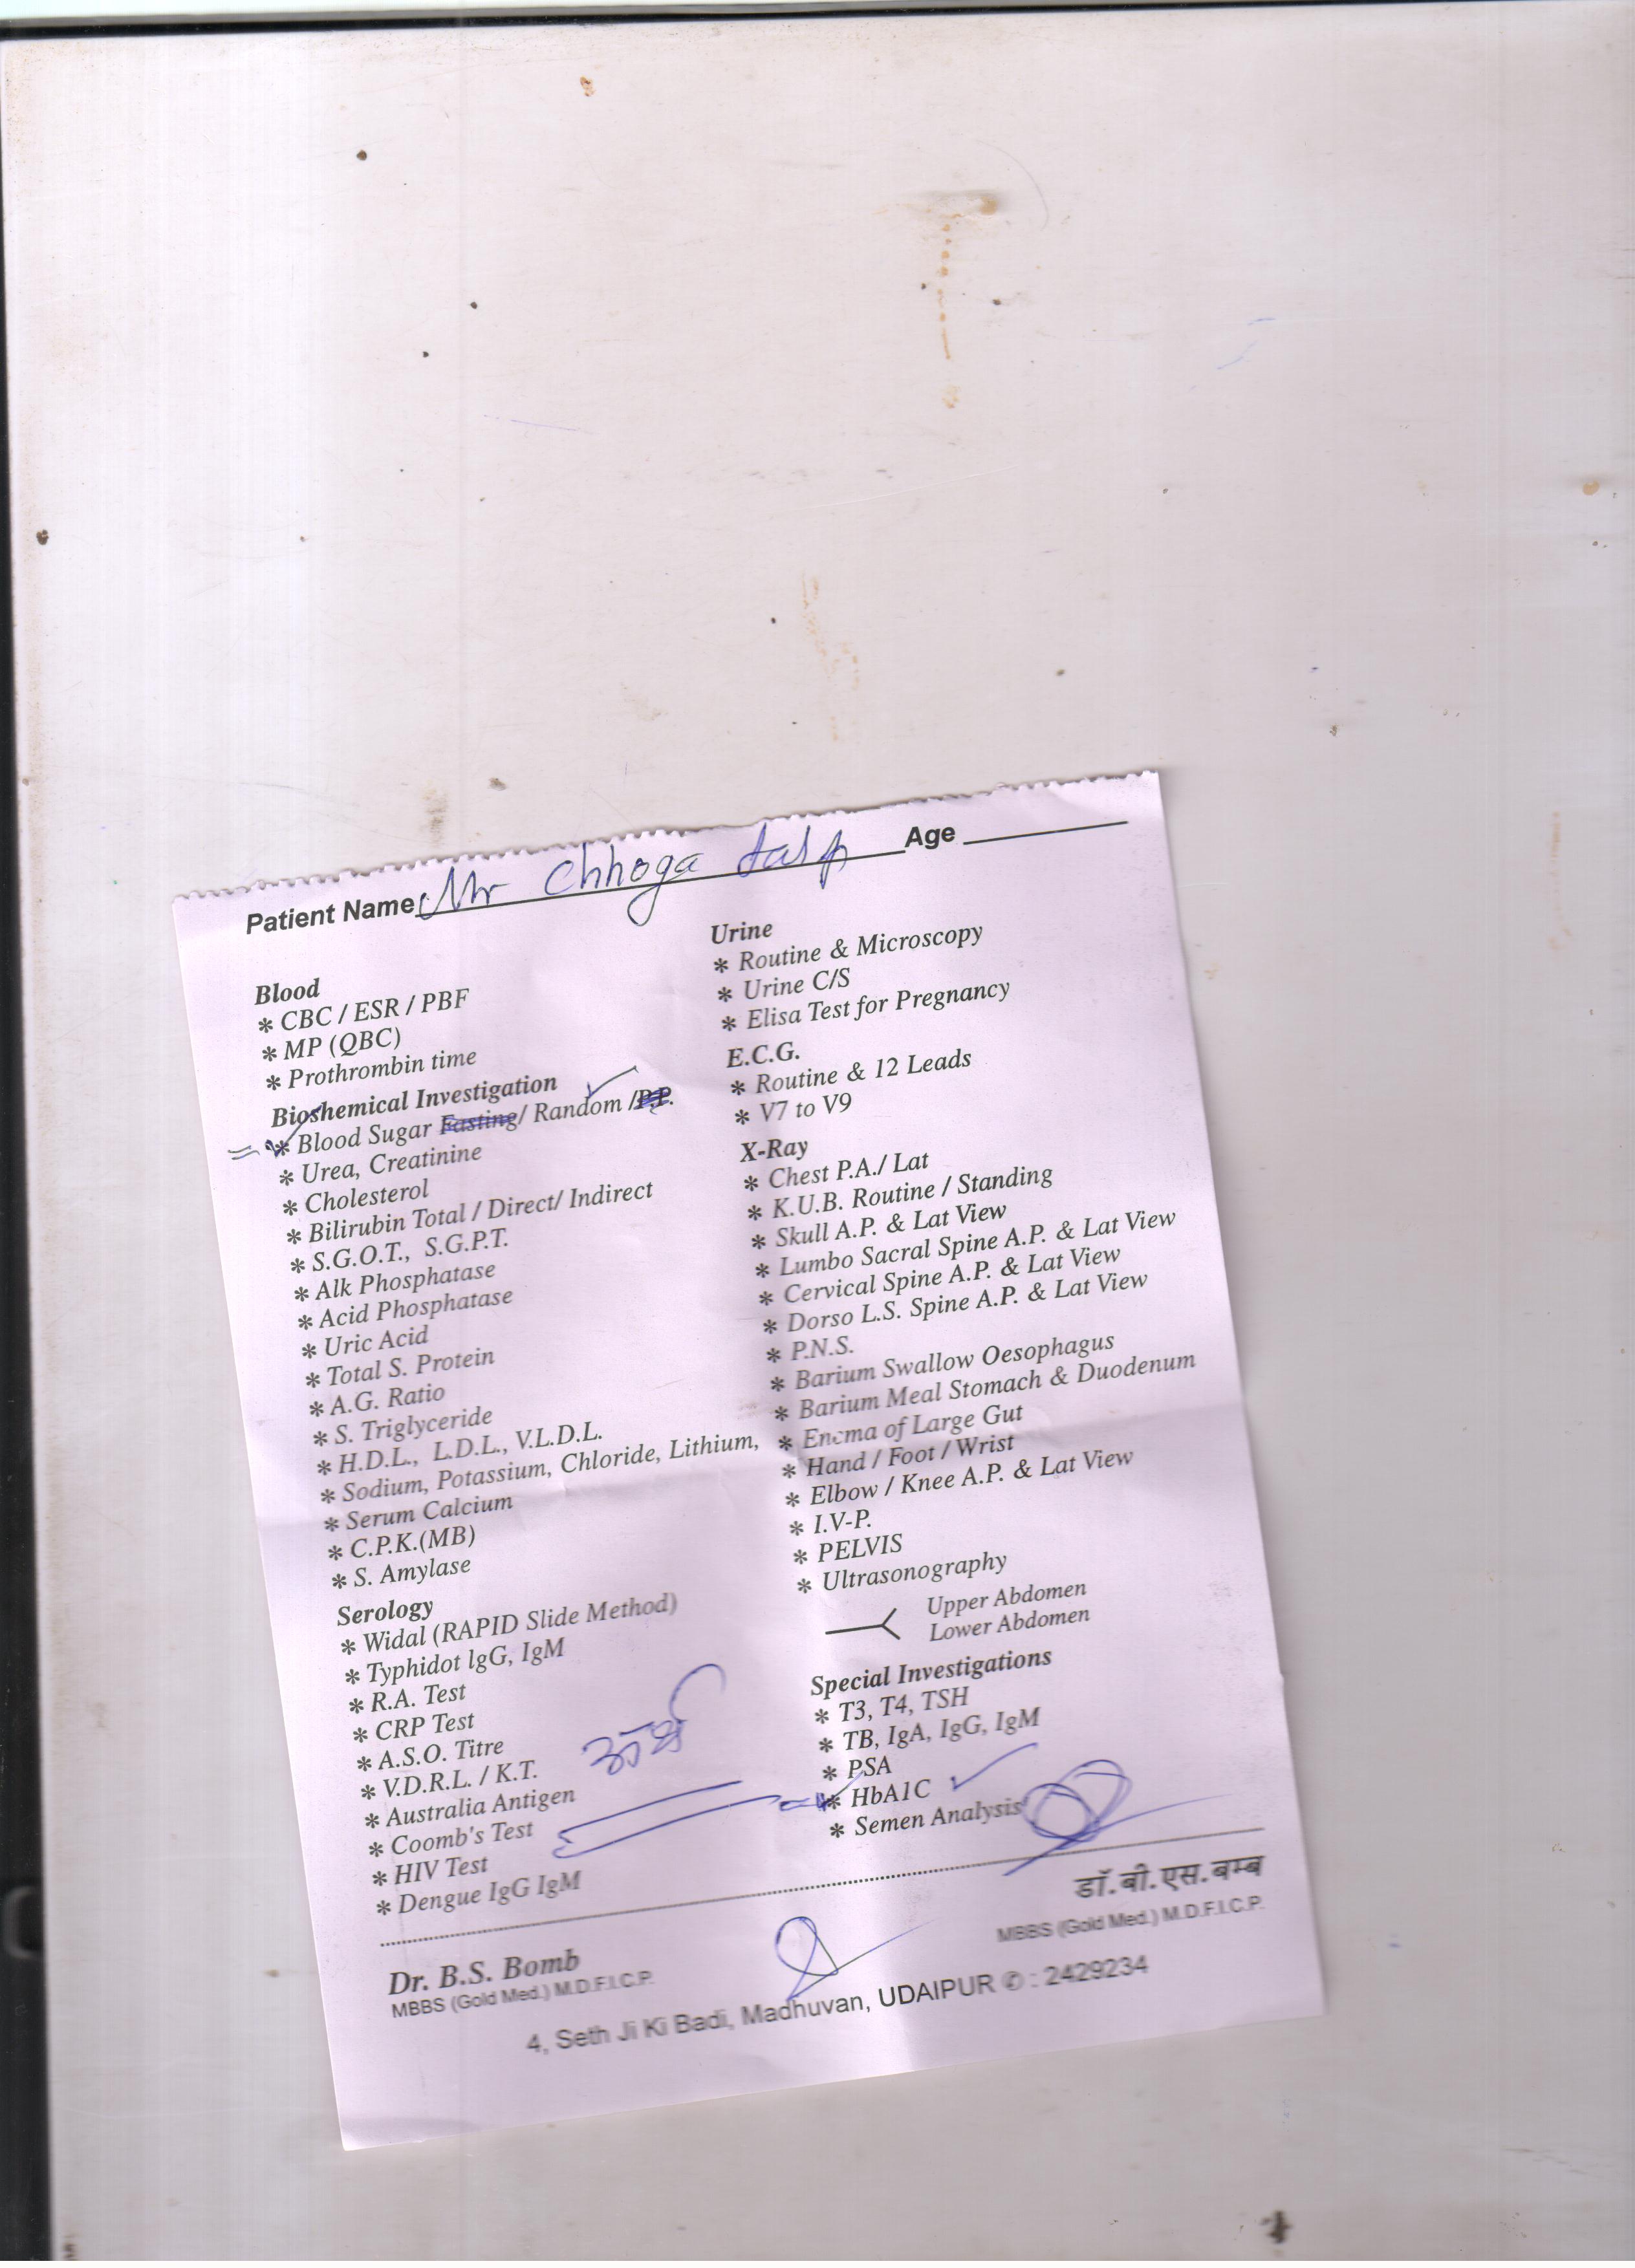 Patient Name Mr Chhoga Age
Blood
* CBC / ESR / PBF
* MP (QBC)
* Prothrombin time
Bioshemical Investigation
* Blood Sugar Fasting/ Random /P.P.
* Urea, Creatinine
* Cholesterol
* Bilirubin Total / Direct/ Indirect
* S.G.O.T., S.G.P.T.
* Alk Phosphatase
* Acid Phosphatase
* Uric Acid
* Total S. Protein
* A.G. Ratio
* S. Triglyceride
* H.D.L., L.D.L., V.L.D.L.
* Sodium, Potassium, Chloride, Lithium,
* Serum Calcium
* C.P.K.(MB)
* S. Amylase
Serology
* Widal (RAPID Slide Method)
* Typhidot lgG, IgM
* R.A. Test
* CRP Test
* A.S.O. Titre
* V.D.R.L. / K.T.
* Australia Antigen
* Coomb's Test
* HIV Test
* Dengue IgG IgM
Urine
* Routine & Microscopy
* Urine C/S
* Elisa Test for Pregnancy
E.C.G.
* Routine & 12 Leads
* V7 to V9
X-Ray
* Chest P.A./ Lat
* K.U.B. Routine / Standing
* Skull A.P. & Lat View
* Lumbo Sacral Spine A.P. & Lat View
* Cervical Spine A.P. & Lat View
* Dorso L.S. Spine A.P. & Lat View
* P.N.S.
* Barium Swallow Oesophagus
* Barium Meal Stomach & Duodenum
* Enema of Large Gut
* Hand / Foot / Wrist
* Elbow / Knee A.P. & Lat View
* I.V-P.
* PELVIS
* Ultrasonography
Upper Abdomen
Lower Abdomen
Special Investigations
* T3, T4, TSH
* TB, IgA, IgG, IgM
* PSA
* HbA1C
* Semen Analysis
Dr. B.S. Bomb
MBBS (Gold Med.) M.D.F.I.C.P.
डॉ. बी. एस. बम्ब
MBBS (Gold Med.) M.D.F.I.C.P.
4, Seth Ji Ki Badi, Madhuvan, UDAIPUR ✆ : 2429234